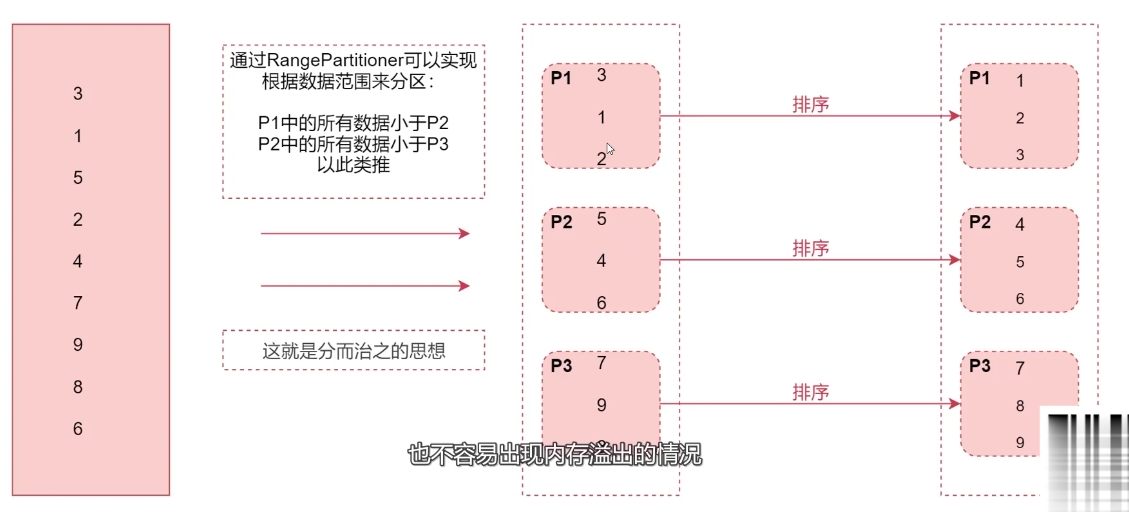 3
1
5
2
4
7
9
8
6
通过RangePartitioner可以实现
根据数据范围来分区：
P1中的所有数据小于P2
P2中的所有数据小于P3
以此类推
这就是分而治之的思想
P1
3
1
2
排序
P1
1
2
3
P2
5
4
6
排序
P2
4
5
6
P3
7
9
排序
P3
7
8
9
也不容易出现内存溢出的情况